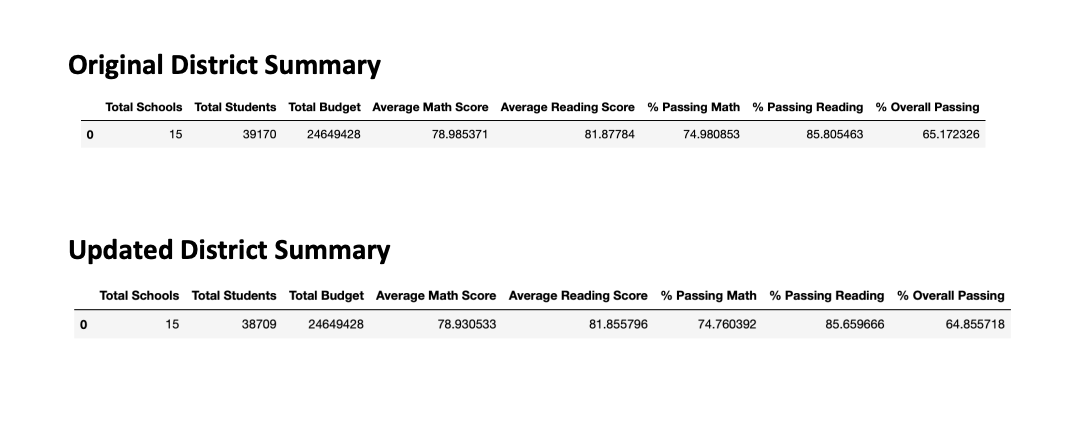 Original District Summary
Total Schools Total Students Total Budget Average Math Score Average Reading Score % Passing Math % Passing Reading % Overall Passing
0 15 39170 24649428 78.985371 81.87784 74.980853 85.805463 65.172326
Updated District Summary
Total Schools Total Students Total Budget Average Math Score Average Reading Score % Passing Math % Passing Reading % Overall Passing
0 15 38709 24649428 78.930533 81.855796 74.760392 85.659666 64.855718